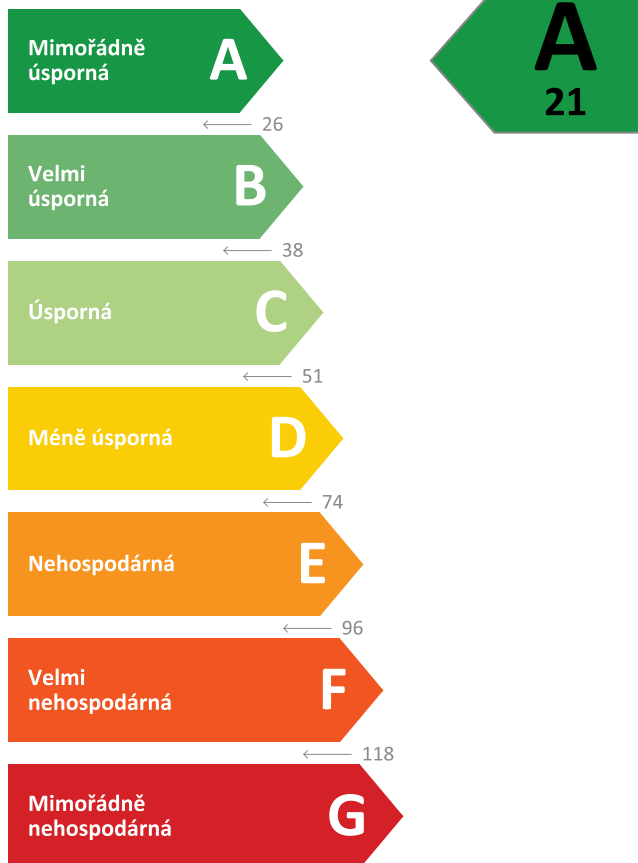 Mimořádně
úsporná
A
A
21
26
Velmi
úsporná
B
38
Úsporná
C
51
Méně úsporná
D
74
Nehospodárná
E
96
Velmi
nehospodárná
F
118
Mimořádně
nehospodárná
G